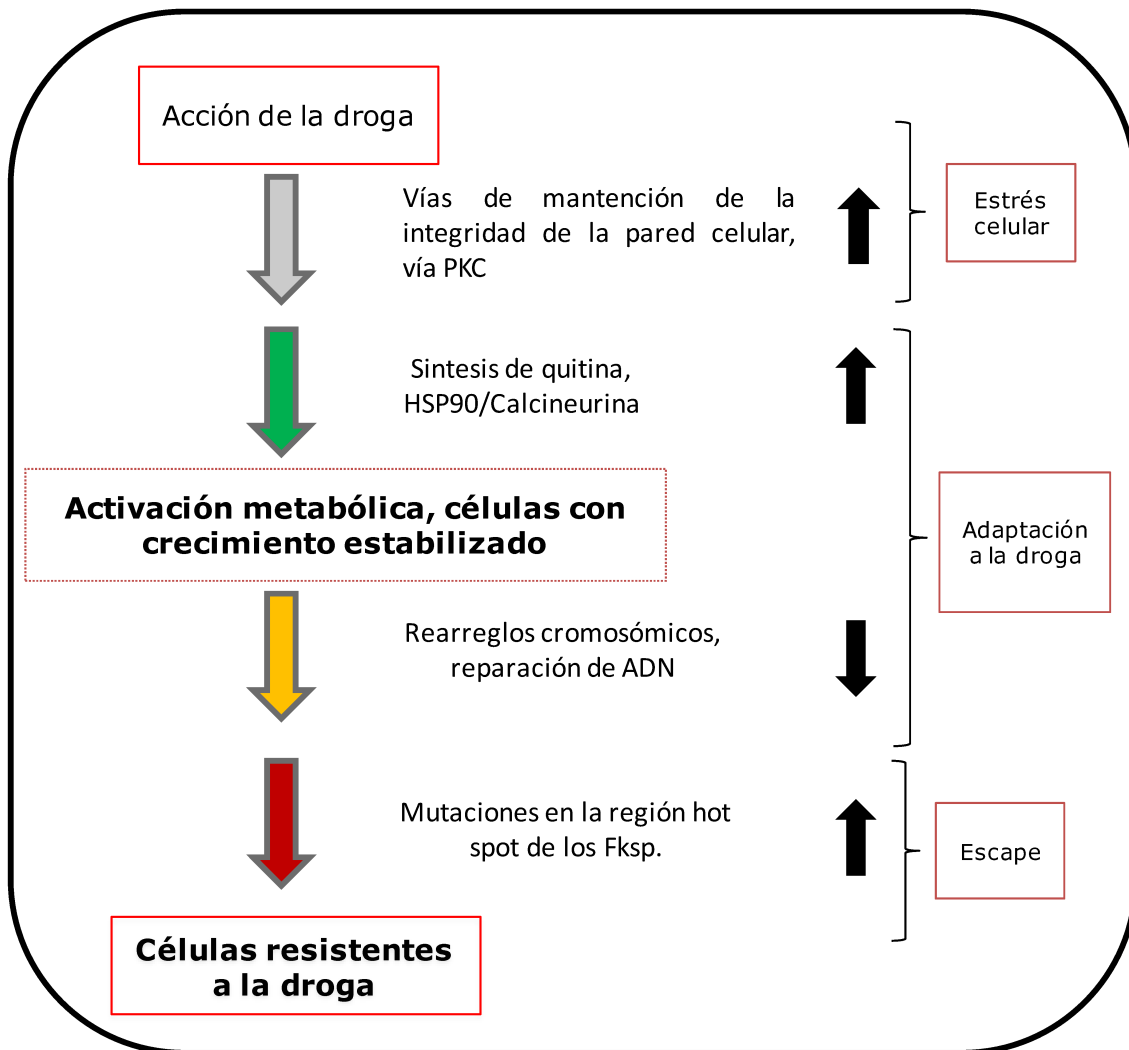 Acción de la droga
Vías de mantención de la
integridad de la pared celular,
vía PKC
Estrés
celular
Sintesis de quitina,
HSP90/Calcineurina
Activación metabólica, células con
crecimiento estabilizado
Adaptación
a la droga
Rearreglos cromosómicos,
reparación de ADN
Mutaciones en la región hot
spot de los Fksp.
Escape
Células resistentes
a la droga